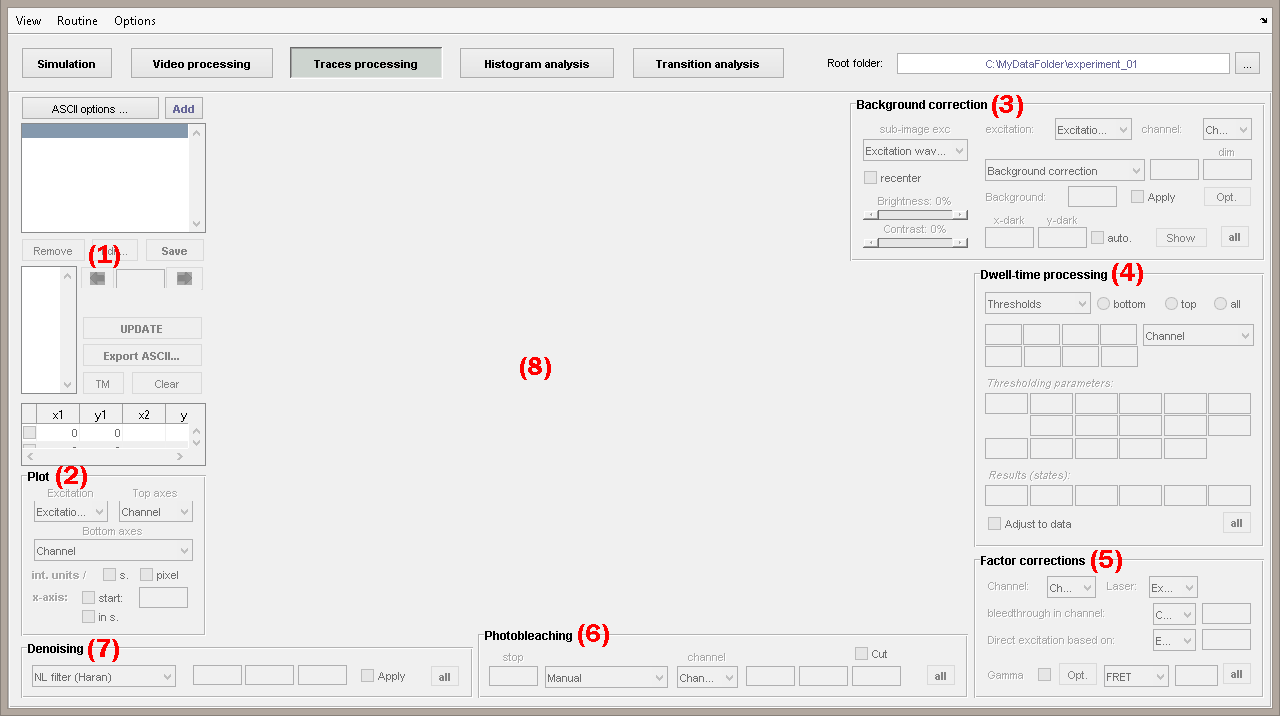 View Routine Options
Simulation Video processing Traces processing Histogram analysis Transition analysis Root folder: C:\MyDataFolder\experiment_01 ...
ASCII options ... Add
Remove Save
(1)
UPDATE
Export ASCII...
TM Clear
x1 y1 x2 y
0 0
Plot (2)
Excitation Top axes
Excitatio... Channel
Bottom axes
Channel
int. units / s. pixel
x-axis: start:
in s.
Denoising (7)
NL filter (Haran) Apply all
(8)
Photobleaching (6)
stop channel Cut
Manual Chan... all
Background correction (3)
sub-image exc excitation: Excitatio... channel: Ch...
Excitation wav... dim
recenter Background correction
Brightness: 0% Background: Apply Opt.
Contrast: 0% x-dark y-dark
auto. Show all
Dwell-time processing (4)
Thresholds bottom top all
Channel
Thresholding parameters:
Results (states):
Adjust to data all
Factor corrections (5)
Channel: Ch... Laser: Ex...
bleedthrough in channel: C...
Direct excitation based on: E...
Gamma Opt. FRET all